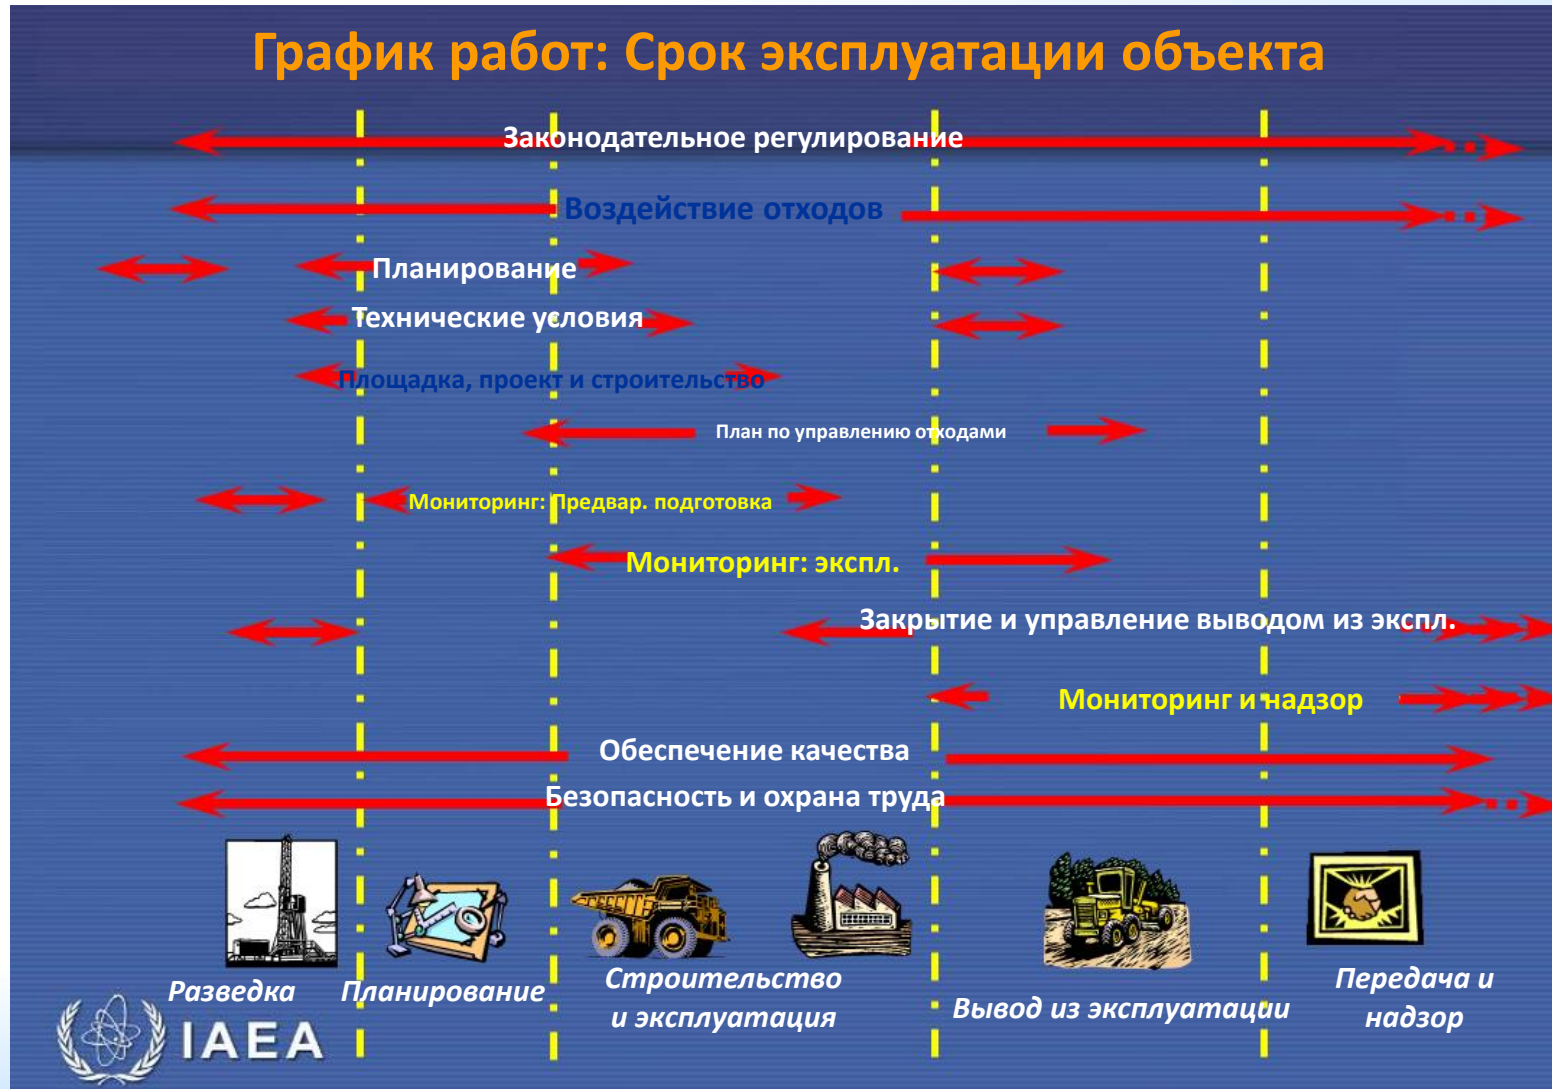 График работ: Срок эксплуатации объекта
Законодательное регулирование
Воздействие отходов
Планирование
Технические условия
Площадка, проект и строительство
План по управлению отходами
Мониторинг: Предвар. подготовка
Мониторинг: экспл.
Закрытие и управление выводом из экспл.
Мониторинг и надзор
Обеспечение качества
Безопасность и охрана труда
Разведка
Планирование
Строительство
и эксплуатация
Вывод из эксплуатации
Передача и
надзор
IAEA